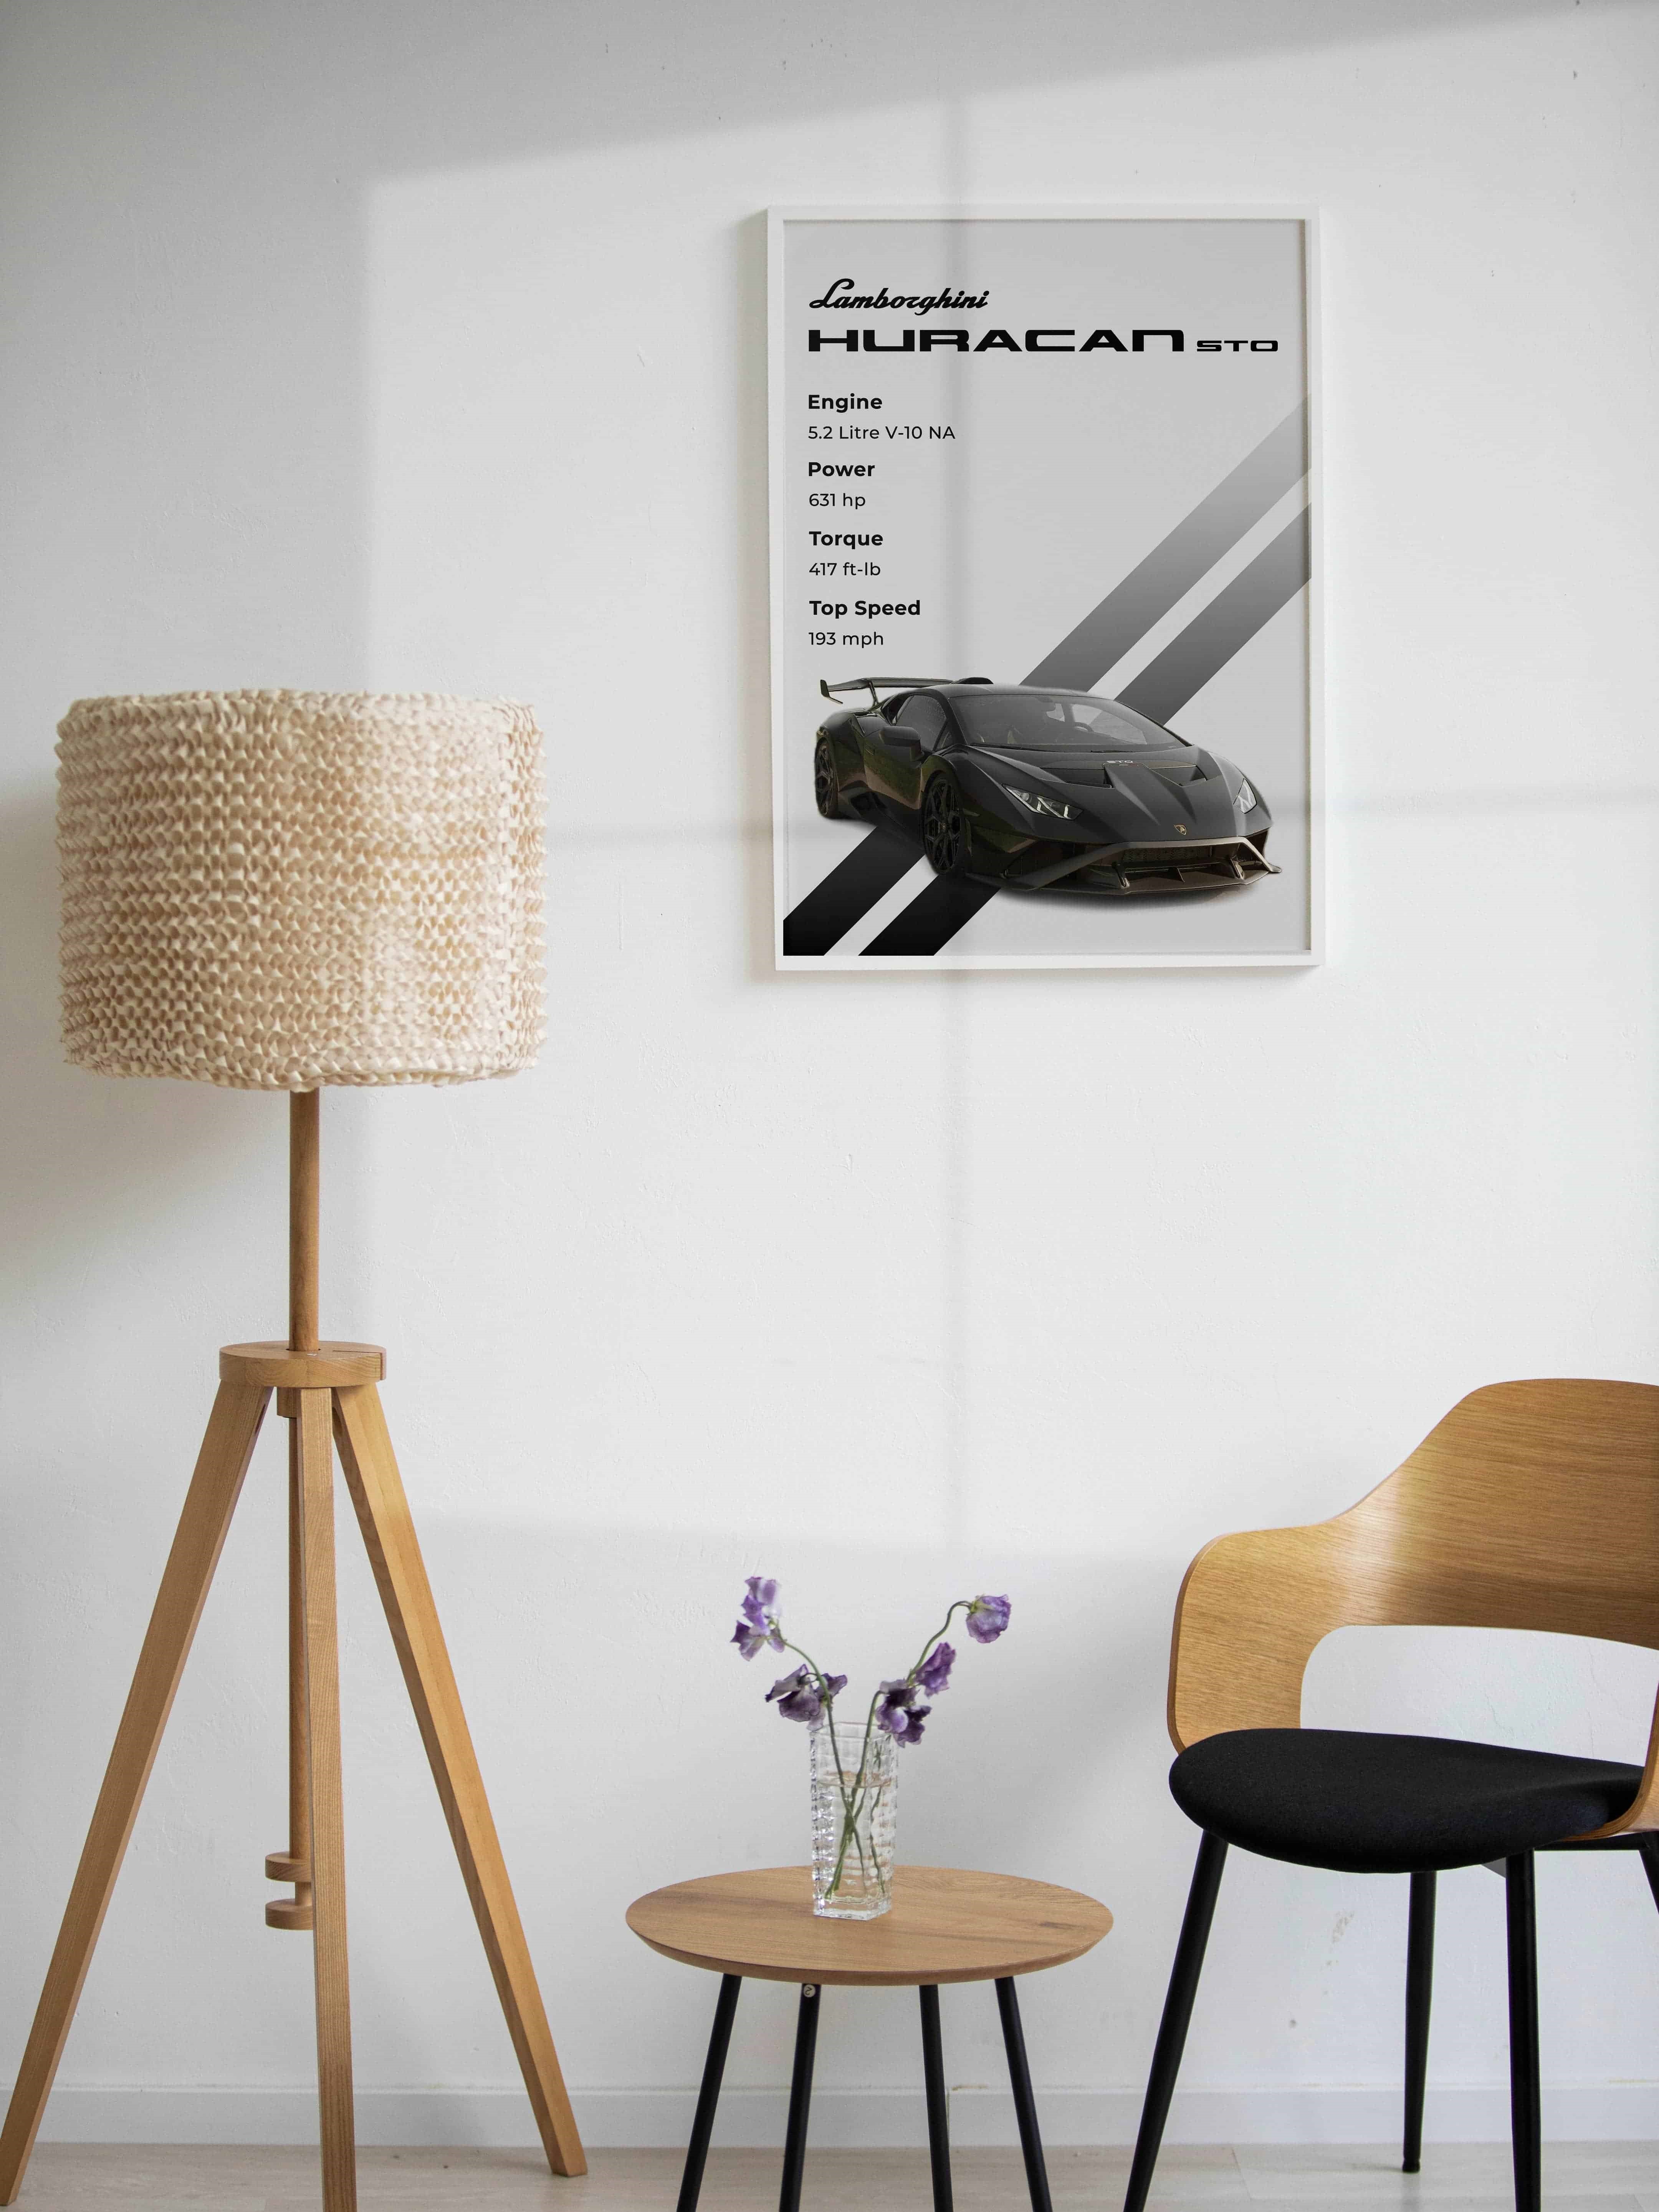 Lamborghini
HURACAN STO
Engine
5.2 Litre V-10 NA
Power
631 hp
Torque
417 ft-lb
Top Speed
193 mph
STO